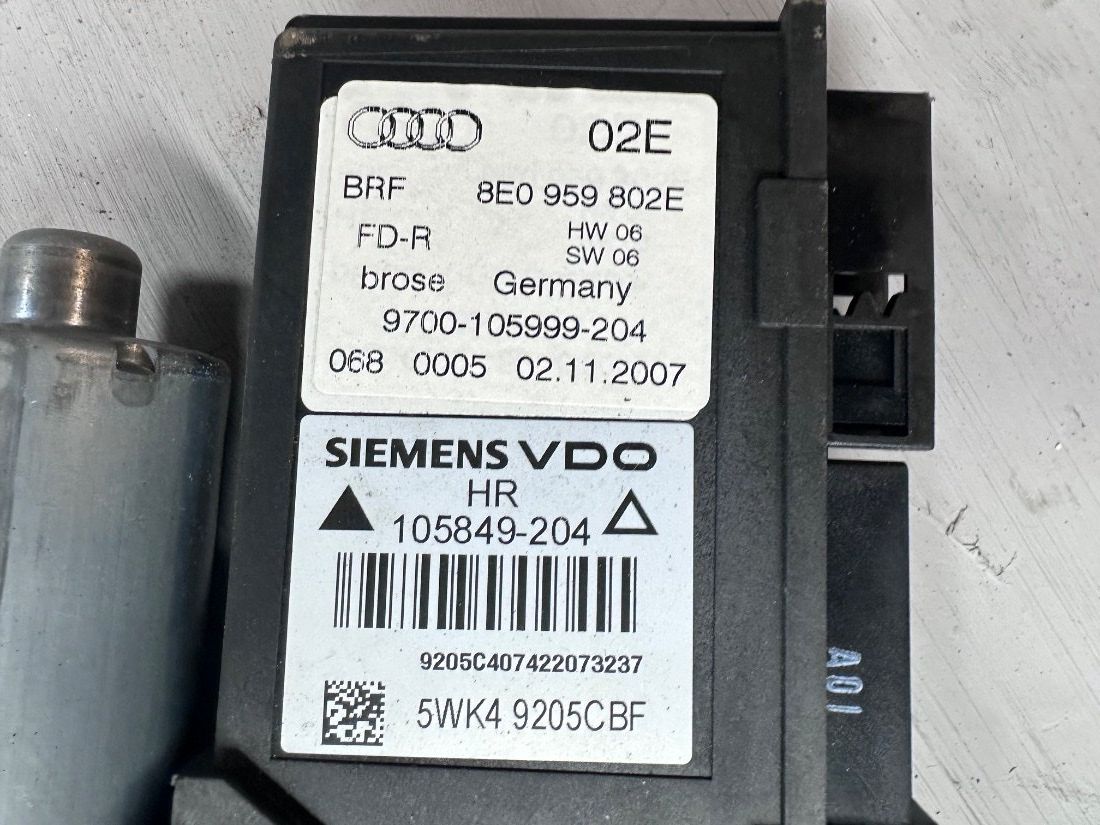 02E
BRF 8E0 959 802E
FD-R HW 06
SW 06
brose Germany
9700-105999-204
068 0005 02.11.2007
SIEMENS VDO
HR
105849-204
9205C407422073237
5WK4 9205CBF
A01